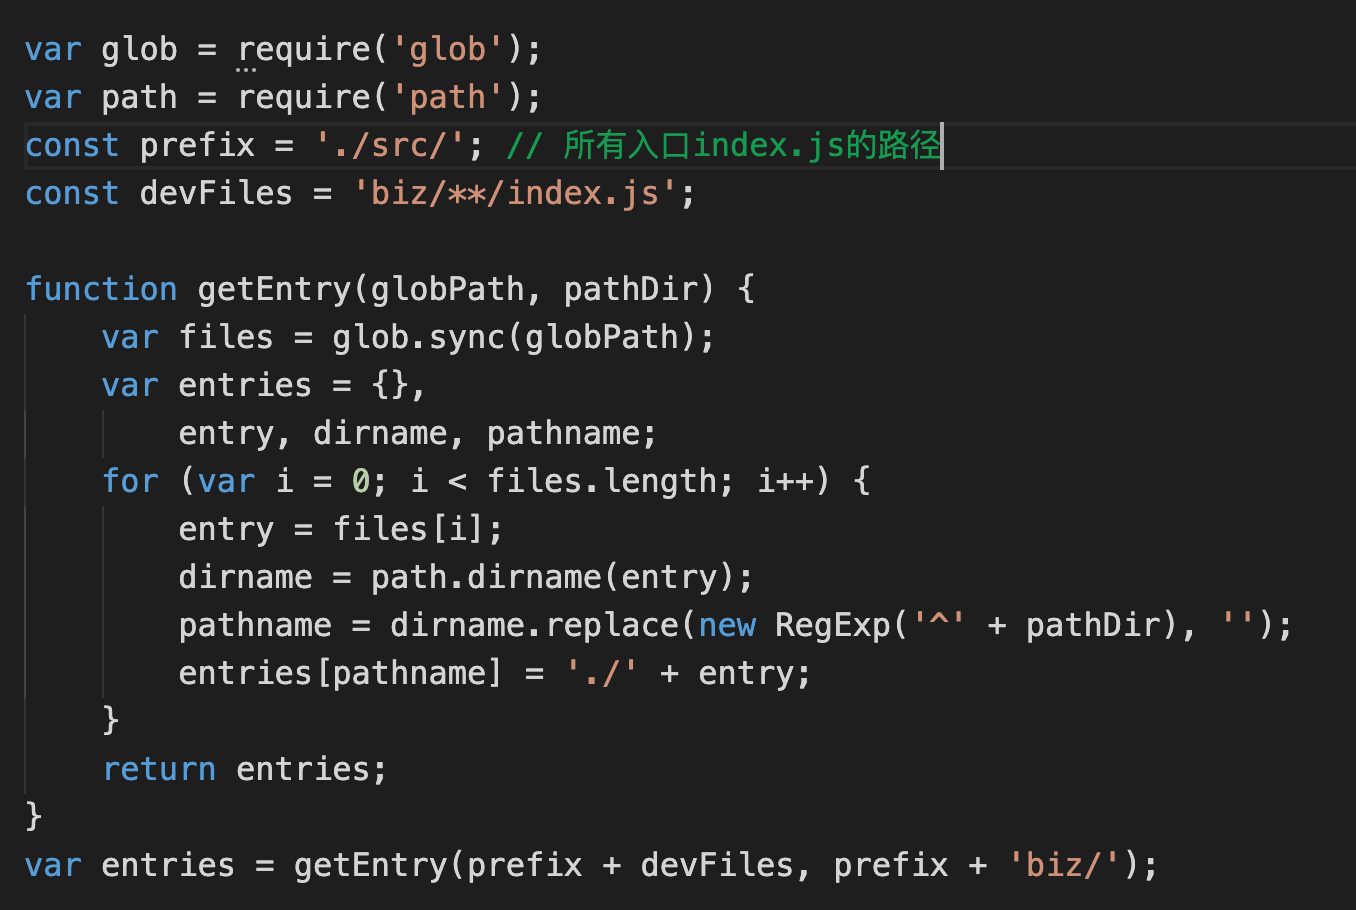 var glob = require('glob');
var path = require('path');
const prefix = './src/'; // 所有入口index.js的路径
const devFiles = 'biz/**/index.js';
function getEntry(globPath, pathDir) {
var files = glob.sync(globPath);
var entries = {},
entry, dirname, pathname;
for (var i = 0; i < files.length; i++) {
entry = files[i];
dirname = path.dirname(entry);
pathname = dirname.replace(new RegExp('^' + pathDir), '');
entries[pathname] = './' + entry;
}
return entries;
}
var entries = getEntry(prefix + devFiles, prefix + 'biz/');